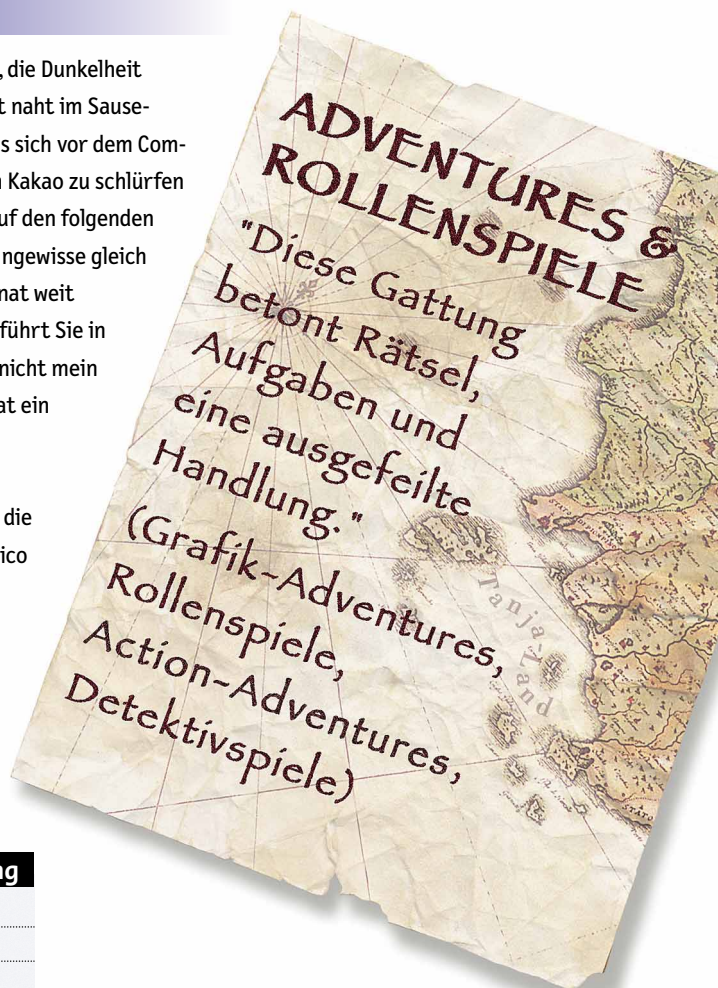 , die Dunkelheit
t naht im Sause-
s sich vor dem Com-
n Kakao zu schlürfen
uf den folgenden
ngewisse gleich
nat weit
führt Sie in
nicht mein
at ein
die
ico
ng
ADVENTURES &
ROLLENSPIELE
"Diese Gattung
betont Rätsel,
Aufgaben und
eine ausgefeilte
Handlung."
(Grafik-Adventures,
Rollenspiele,
Action-Adventures,
Detektivspiele)
Tanja-Land